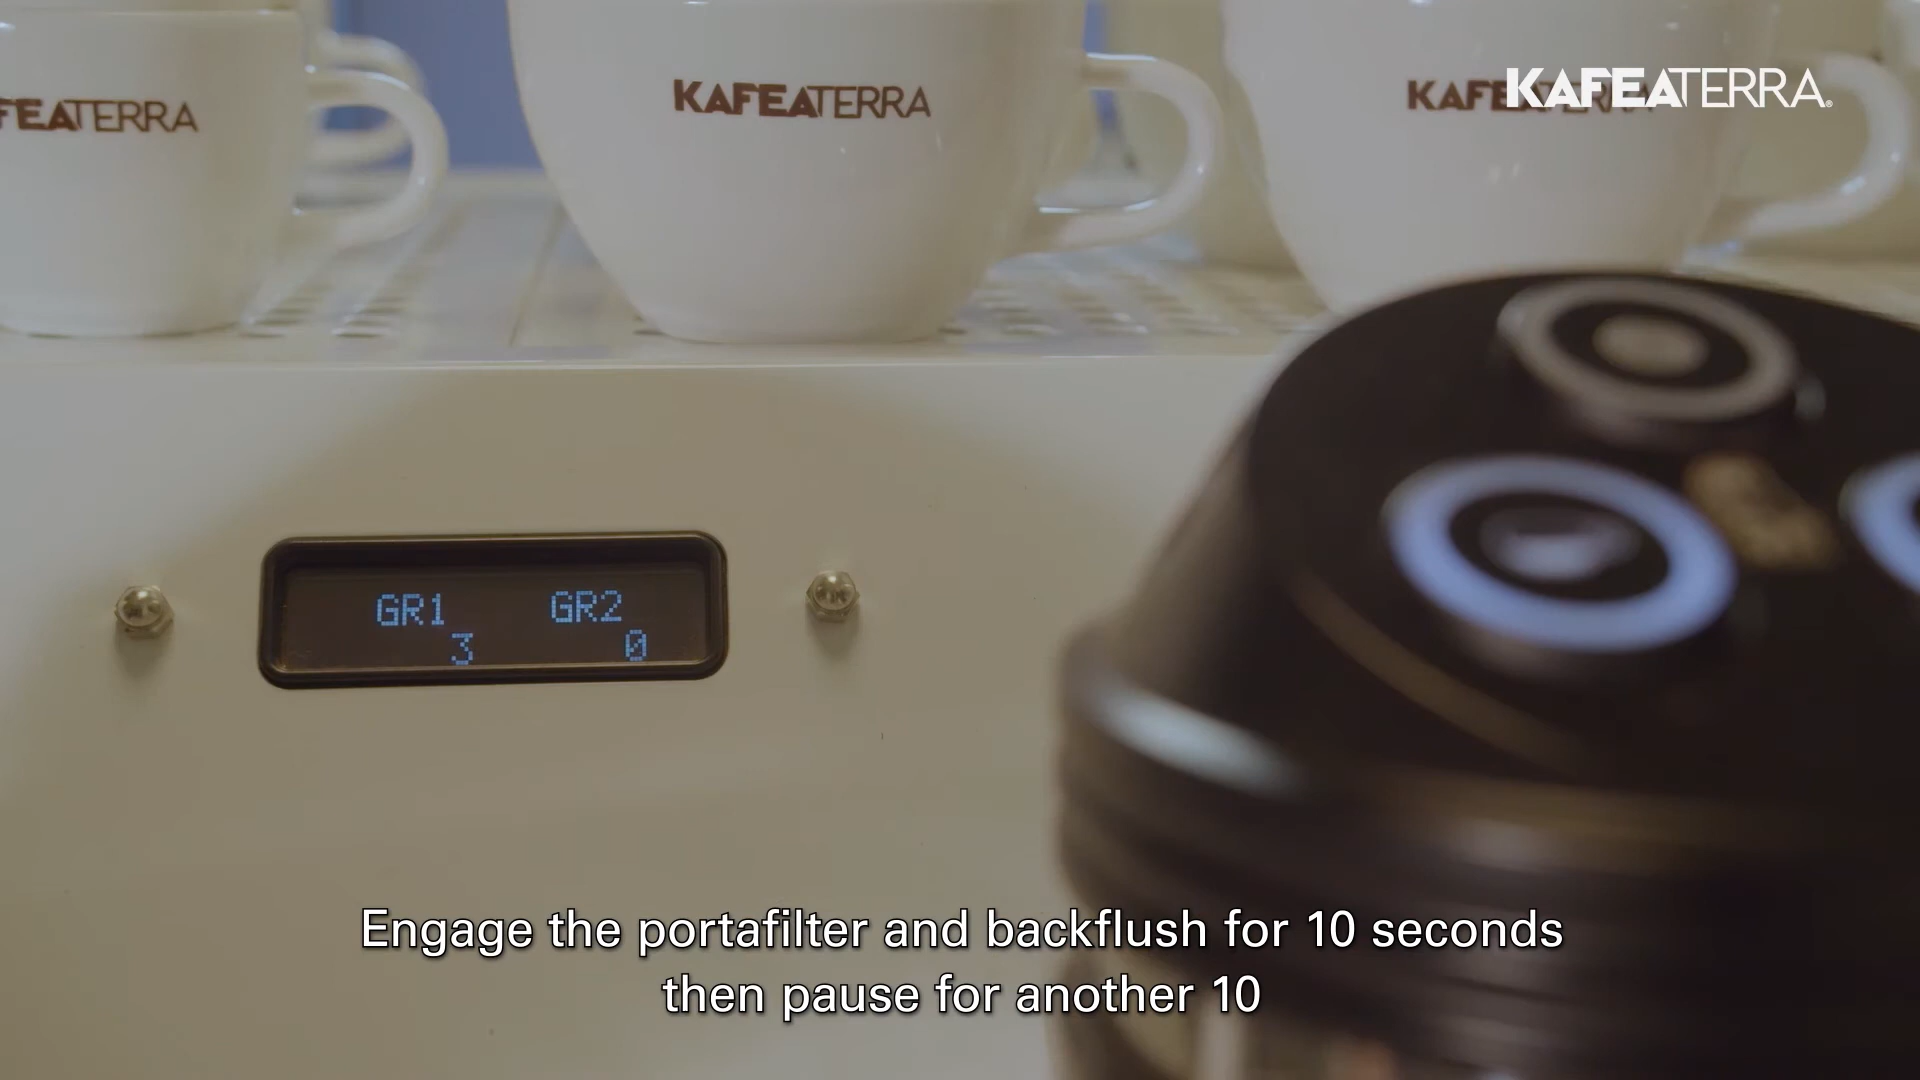 FEATERRA
KAFEATERRA
KAFEATERRA
KAFEATERRA®
GR1 GR2
3 0
Engage the portafilter and backflush for 10 seconds
then pause for another 10